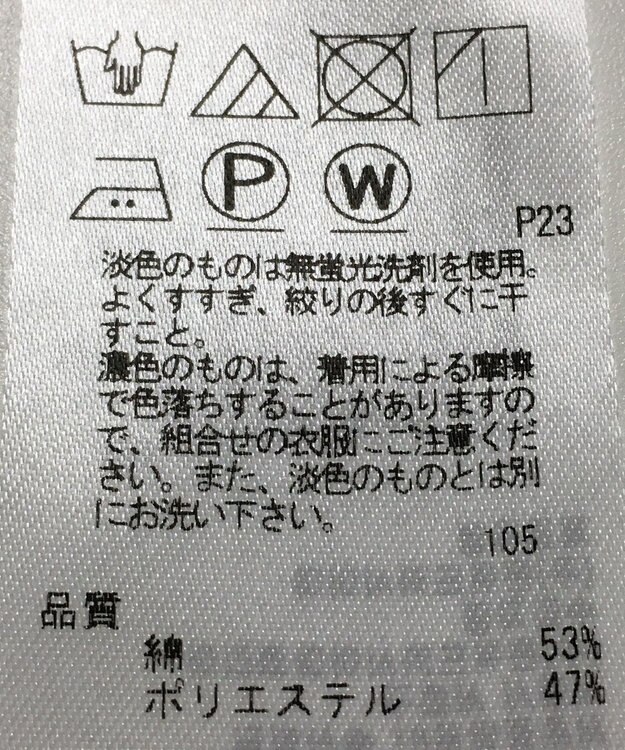 P W
P23
淡色のものは無蛍光洗剤を使用。
よくすすぎ、絞りの後すぐに干
すこと。
濃色のものは、着用による摩擦
で色落ちすることがありますの
で、組合せの衣服にご注意くだ
さい。また、淡色のものとは別
にお洗い下さい。
105
品質
綿 53%
ポリエステル 47%